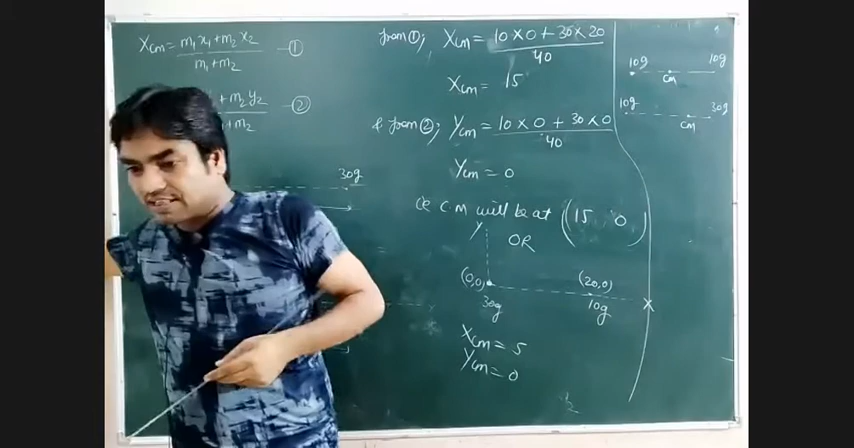 Xcm = m₁x₁ + m₂x₂ / m₁ + m₂ — ①
+ m₂y₂ / + m₂ — ②
30g
from ①; Xcm = 10 × 0 + 30 × 20 / 40
Xcm = 15
& from ②; Ycm = 10 × 0 + 30 × 0 / 40
Ycm = 0
C.M will be at (15 0)
OR
Y
(0,0) (20,0)
30g 10g X
Xcm = 5
Ycm = 0
10g 10g
cm
10g 30g
cm